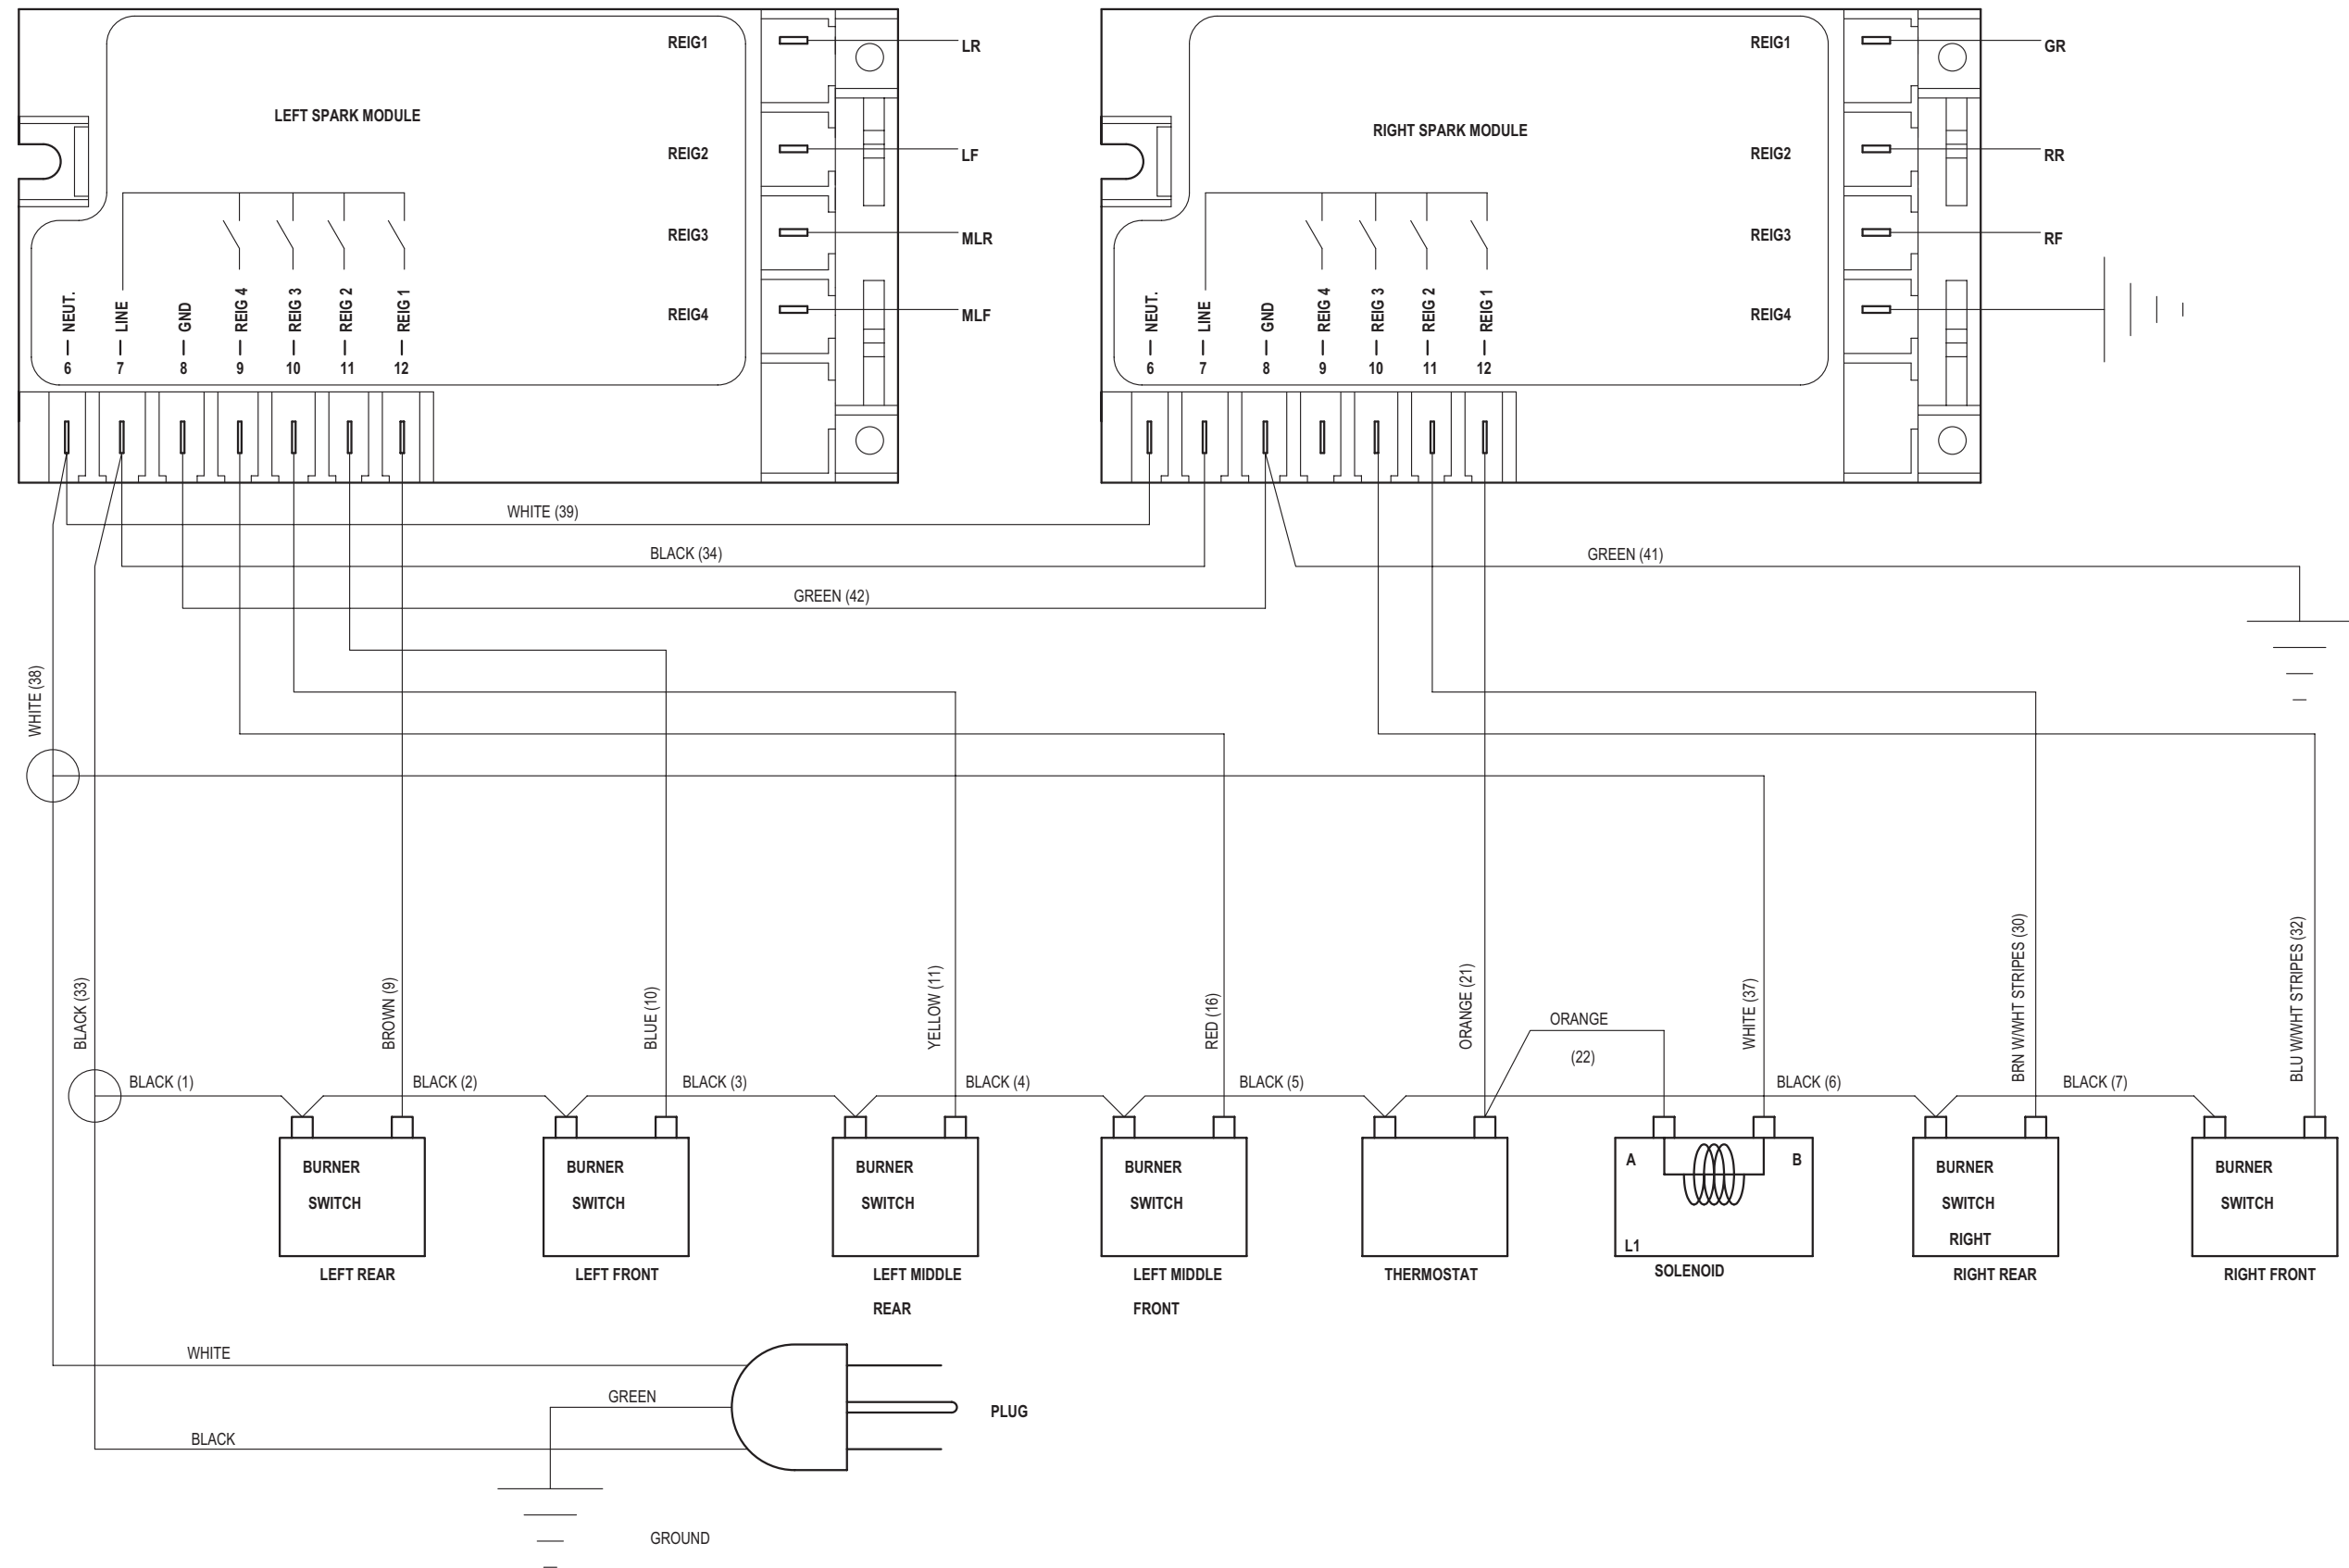 REIG1
LR
REIG1
GR
LEFT SPARK MODULE
RIGHT SPARK MODULE
REIG2
LF
REIG2
RR
REIG3
MLR
REIG3
RF
REIG4
MLF
REIG4
6 — NEUT.
7 — LINE
8 — GND
9 — REIG 4
10 — REIG 3
11 — REIG 2
12 — REIG 1
6 — NEUT.
7 — LINE
8 — GND
9 — REIG 4
10 — REIG 3
11 — REIG 2
12 — REIG 1
WHITE (39)
BLACK (34)
GREEN (41)
GREEN (42)
WHITE (38)
BLACK (33)
BROWN (9)
BLUE (10)
YELLOW (11)
RED (16)
ORANGE (21)
ORANGE
(22)
WHITE (37)
BRN W/WHT STRIPES (30)
BLU W/WHT STRIPES (32)
BLACK (1)
BLACK (2)
BLACK (3)
BLACK (4)
BLACK (5)
BLACK (6)
BLACK (7)
BURNER
SWITCH
LEFT REAR
BURNER
SWITCH
LEFT FRONT
BURNER
SWITCH
LEFT MIDDLE
REAR
BURNER
SWITCH
LEFT MIDDLE
FRONT
THERMOSTAT
A
B
L1
SOLENOID
BURNER
SWITCH
RIGHT
RIGHT REAR
BURNER
SWITCH
RIGHT FRONT
WHITE
GREEN
PLUG
BLACK
GROUND